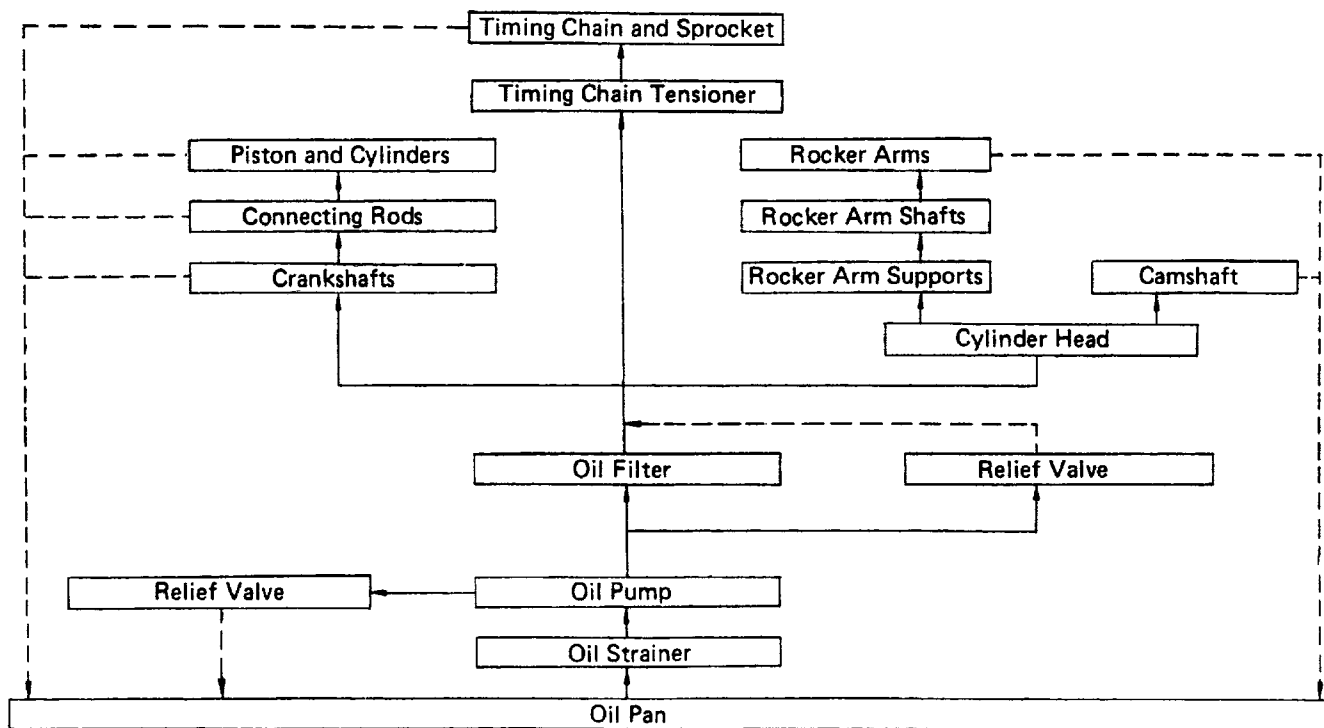 Timing Chain and Sprocket
Timing Chain Tensioner
Piston and Cylinders
Rocker Arms
Connecting Rods
Rocker Arm Shafts
Crankshafts
Rocker Arm Supports
Camshaft
Cylinder Head
Oil Filter
Relief Valve
Relief Valve
Oil Pump
Oil Strainer
Oil Pan